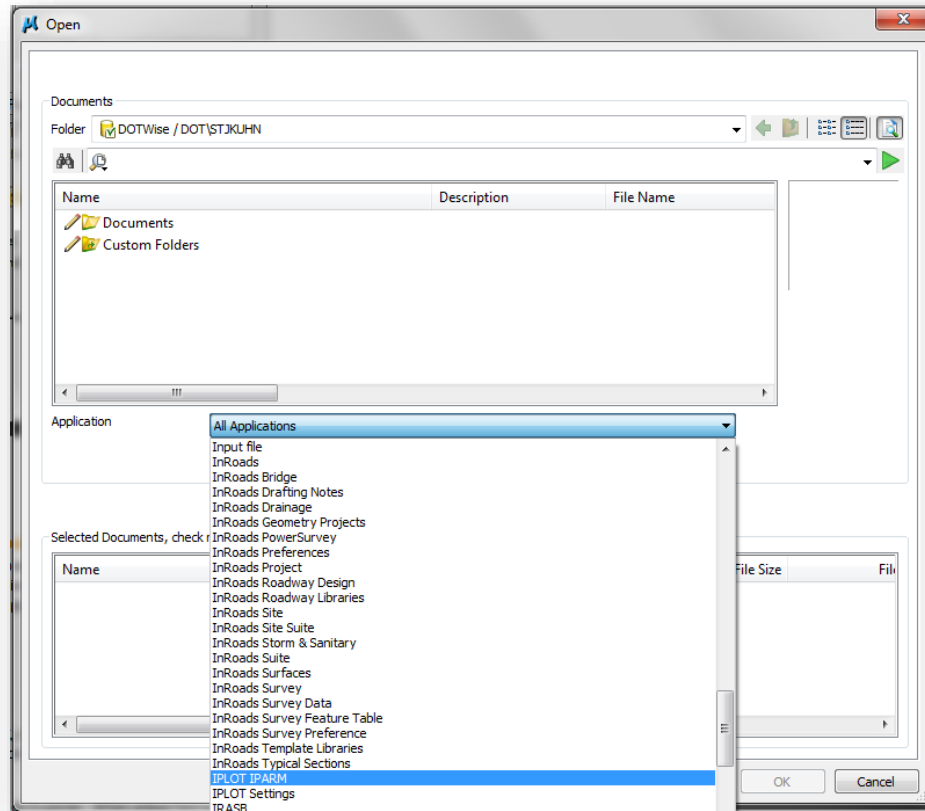 Open
Documents
Folder DOTWise / DOT\STJKUHN
Name Description File Name
Documents
Custom Folders
Application All Applications
Input file
InRoads
InRoads Bridge
InRoads Drafting Notes
InRoads Drainage
InRoads Geometry Projects
Selected Documents, check r InRoads PowerSurvey
InRoads Preferences
Name InRoads Project File Size File
InRoads Roadway Design
InRoads Roadway Libraries
InRoads Site
InRoads Site Suite
InRoads Storm & Sanitary
InRoads Suite
InRoads Surfaces
InRoads Survey
InRoads Survey Data
InRoads Survey Feature Table
InRoads Survey Preference
InRoads Template Libraries
InRoads Typical Sections
IPLOT IPARM
IPLOT Settings OK Cancel
IRASB